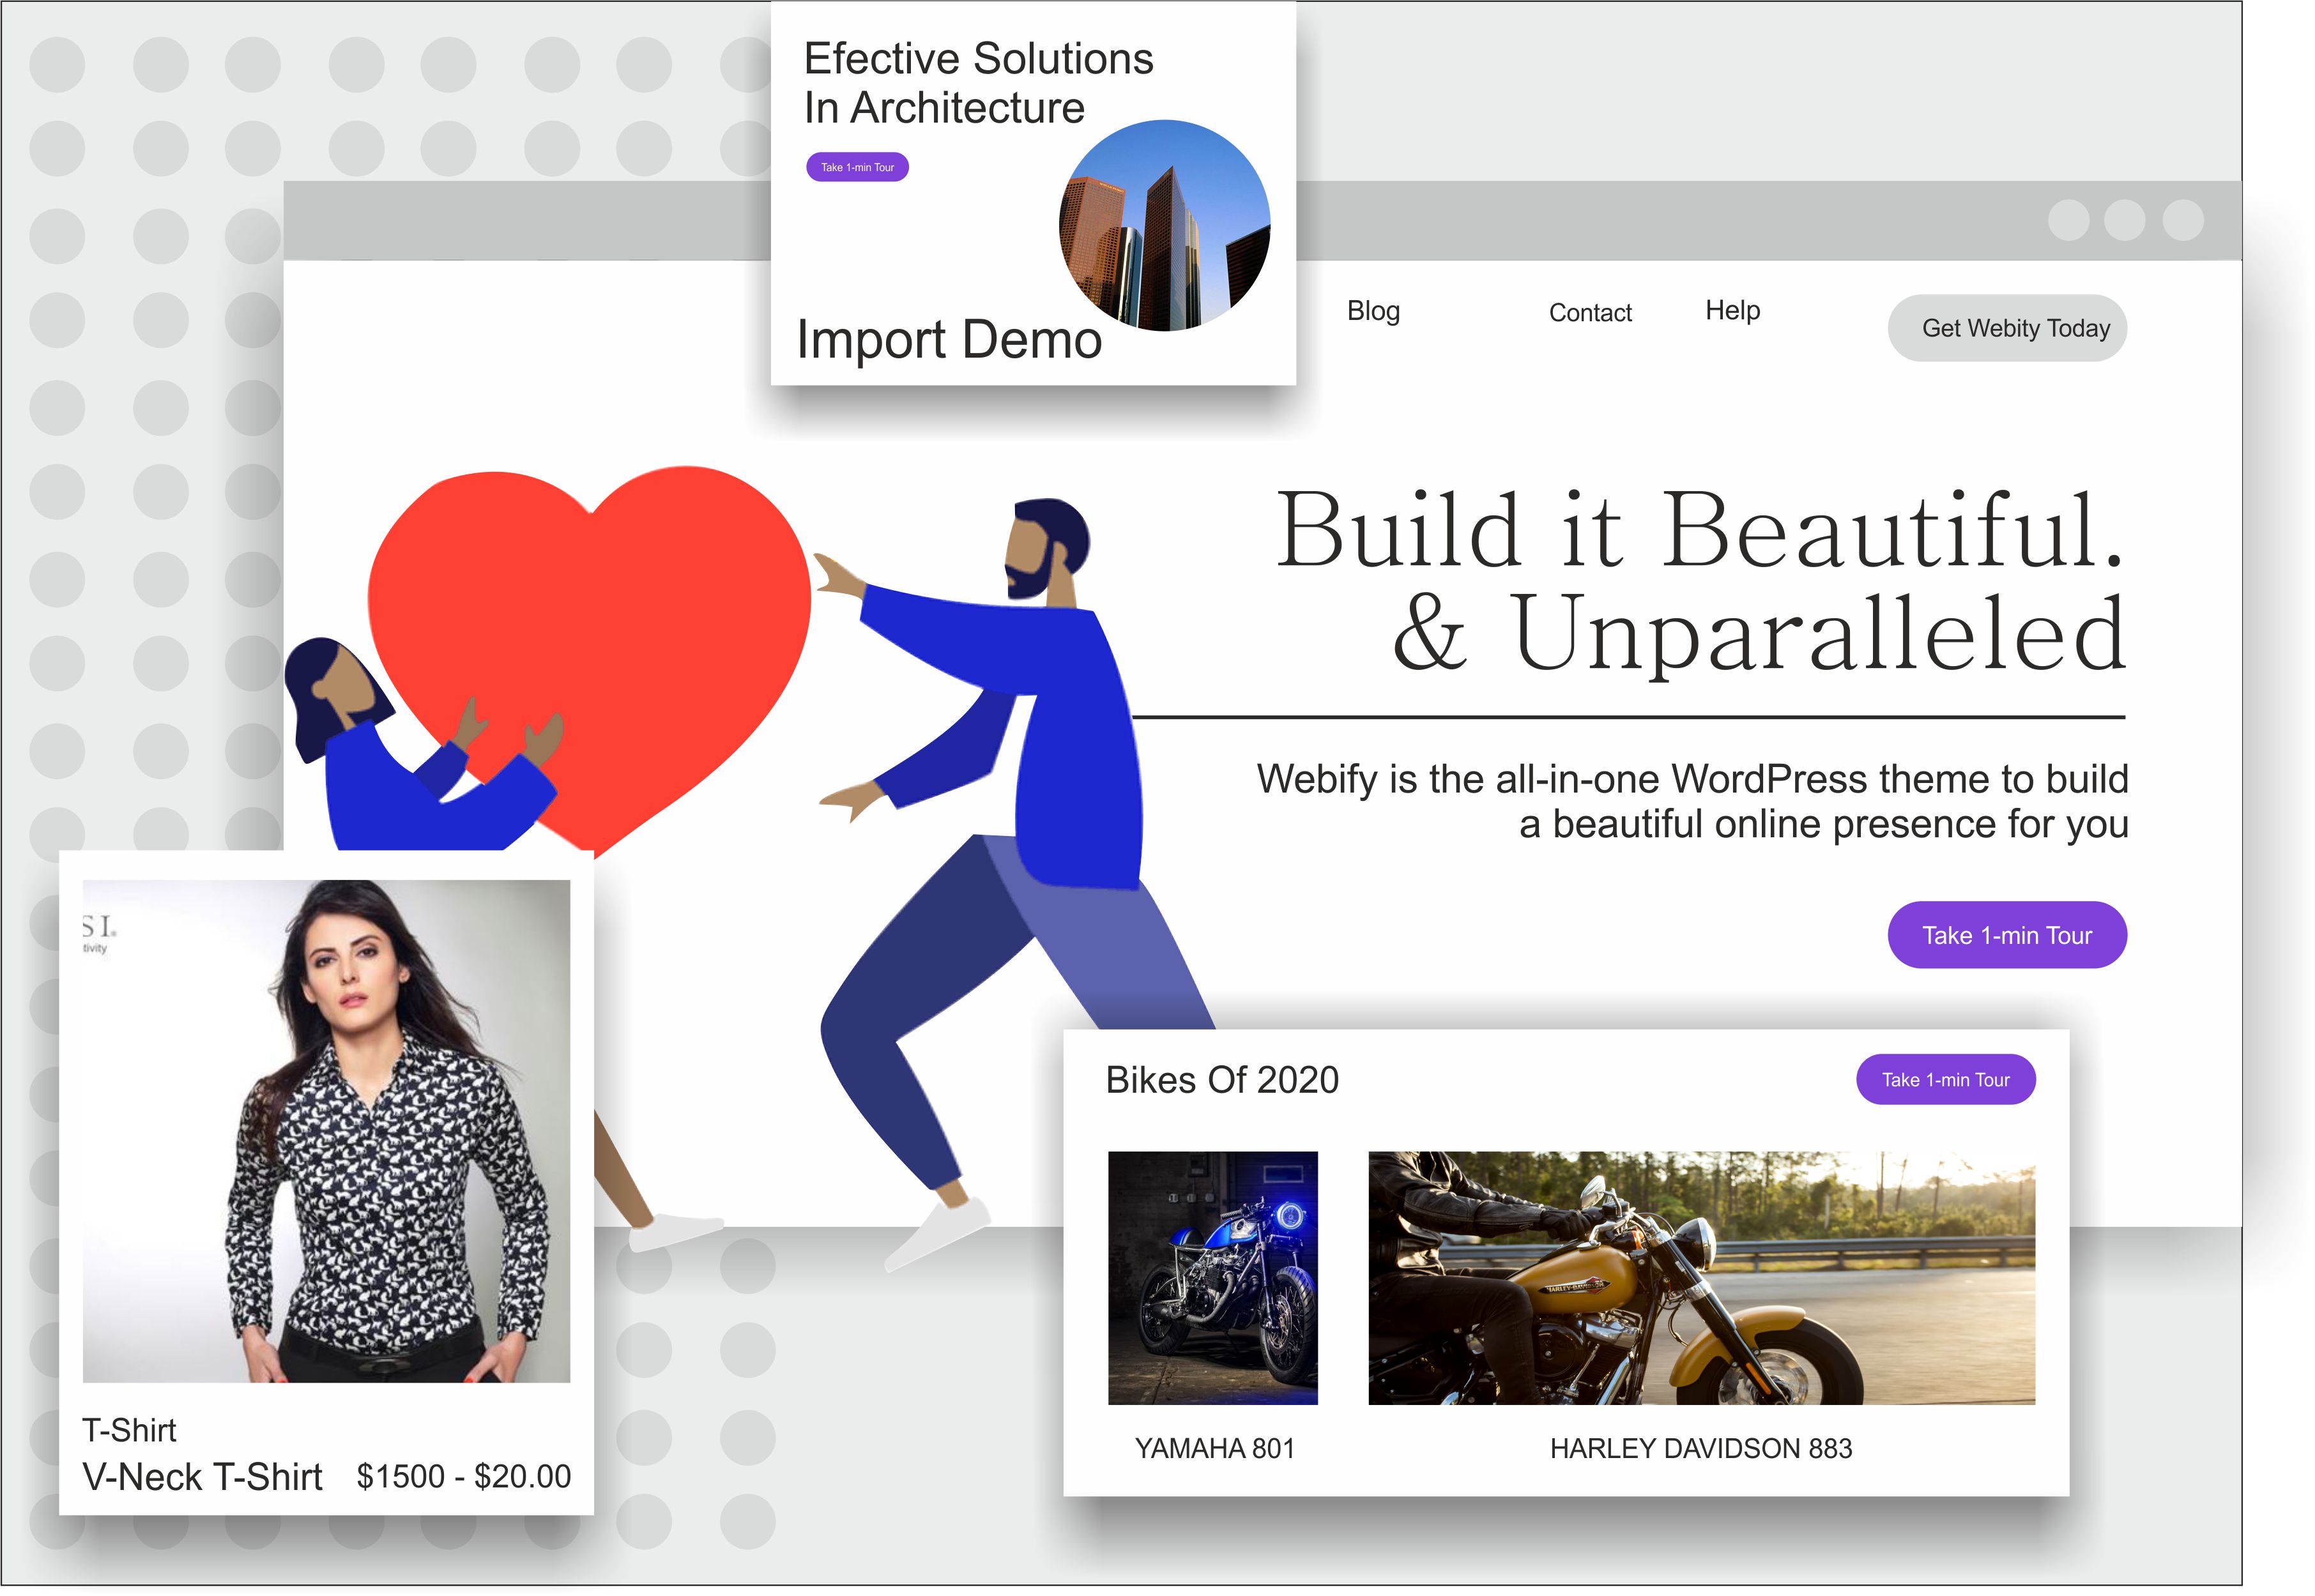 Efective Solutions
In Architecture
Take 1-min Tour
Import Demo
Blog
Contact
Help
Get Webity Today
Build it Beautiful.
& Unparalleled
Webify is the all-in-one WordPress theme to build
a beautiful online presence for you
Take 1-min Tour
SI.
tivity
T-Shirt
V-Neck T-Shirt $1500 - $20.00
Bikes Of 2020
Take 1-min Tour
HARLEY-DAVIDSON
YAMAHA 801
HARLEY DAVIDSON 883